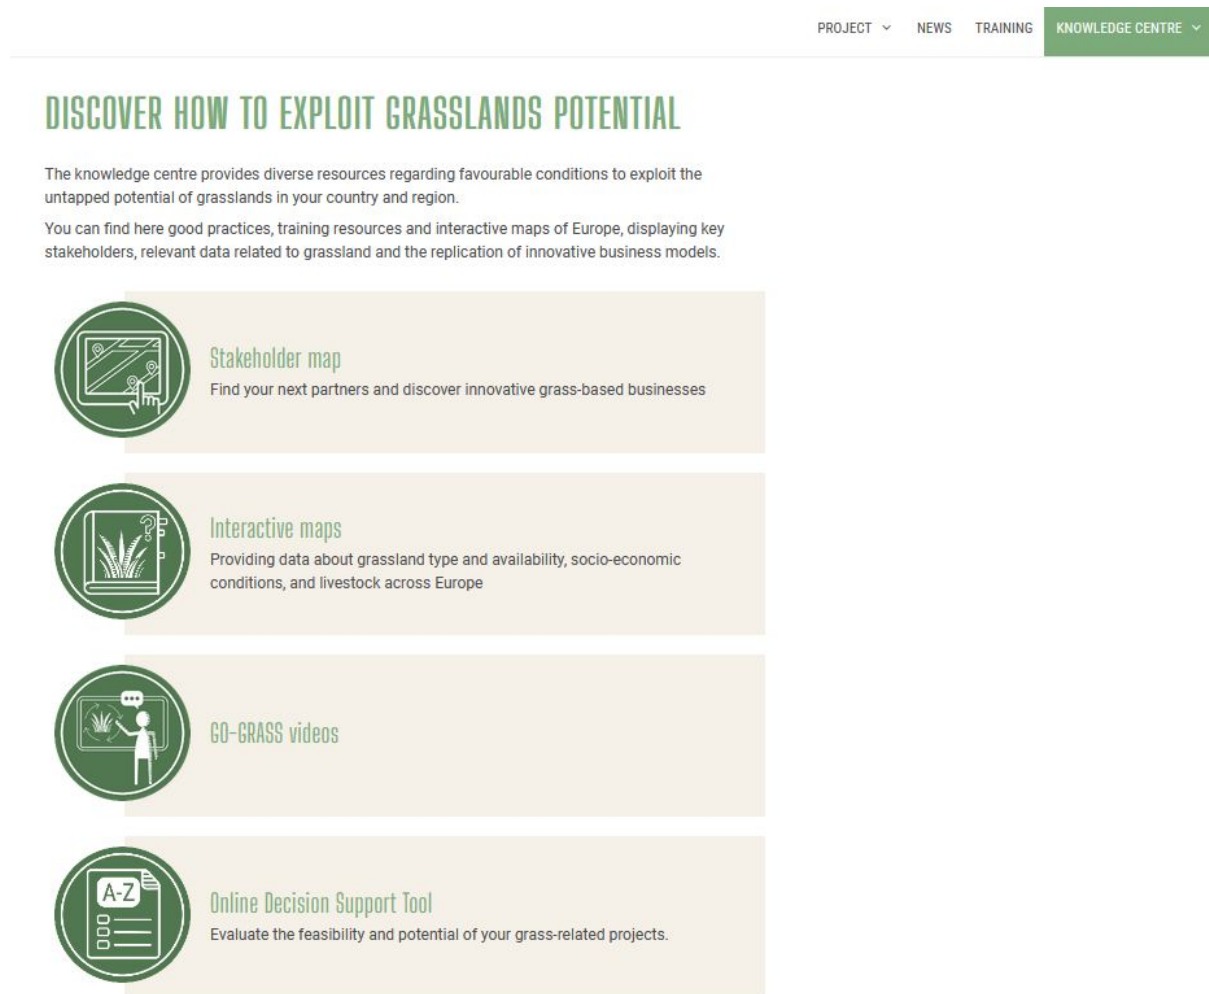 PROJECT NEWS TRAINING KNOWLEDGE CENTRE
DISCOVER HOW TO EXPLOIT GRASSLANDS POTENTIAL
The knowledge centre provides diverse resources regarding favourable conditions to exploit the
untapped potential of grasslands in your country and region.
You can find here good practices, training resources and interactive maps of Europe, displaying key
stakeholders, relevant data related to grassland and the replication of innovative business models.
Stakeholder map
Find your next partners and discover innovative grass-based businesses
Interactive maps
Providing data about grassland type and availability, socio-economic
conditions, and livestock across Europe
GO-GRASS videos
A-Z
Online Decision Support Tool
Evaluate the feasibility and potential of your grass-related projects.